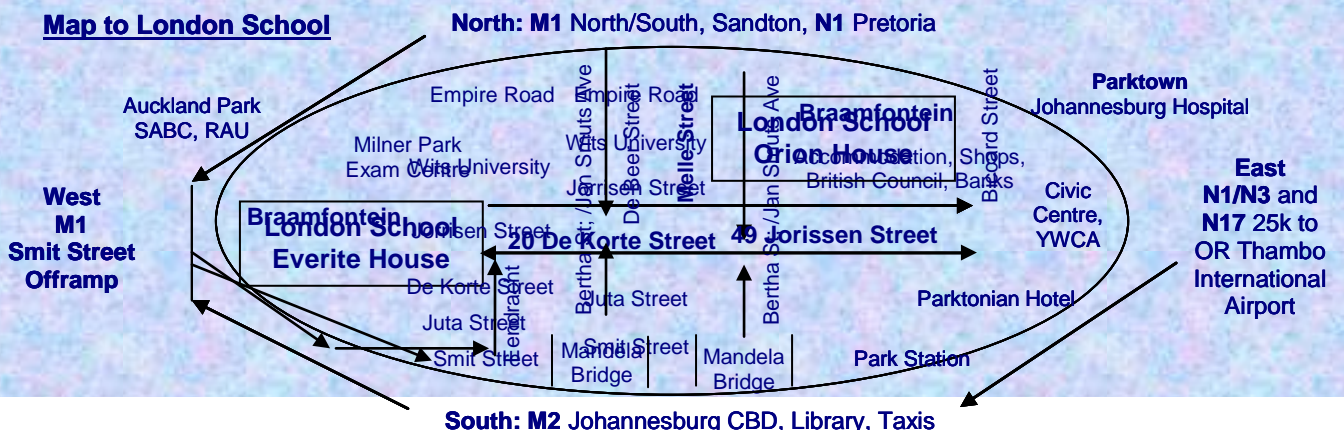 Map to London School
North: M1 North/South, Sandton, N1 Pretoria
Auckland Park
SABC, RAU
Empire Road
Empire Road
Parktown
Johannesburg Hospital
Milner Park
Exam Centre
Wits University
Wits University
Jorrisen Street
Bertha St; /Jan Smuts Ave
De Beer Street
Melle Street
Braamfontein
London School
Orion House
Accommodation, Shops,
British Council, Banks
Bertha St;/Jan Smuts Ave
Biccard Street
East
N1/N3 and
N17 25k to
OR Thambo
International
Airport
Civic
Centre,
YWCA
West
M1
Smit Street
Offramp
Braamfontein
London School
Everite House
Jorrisen Street
20 De Korte Street
49 Jorissen Street
De Korte Street
Eendracht
Juta Street
Parktonian Hotel
Juta Street
Smit Street
Smit Street
Mandela
Bridge
Mandela
Bridge
Park Station
South: M2 Johannesburg CBD, Library, Taxis